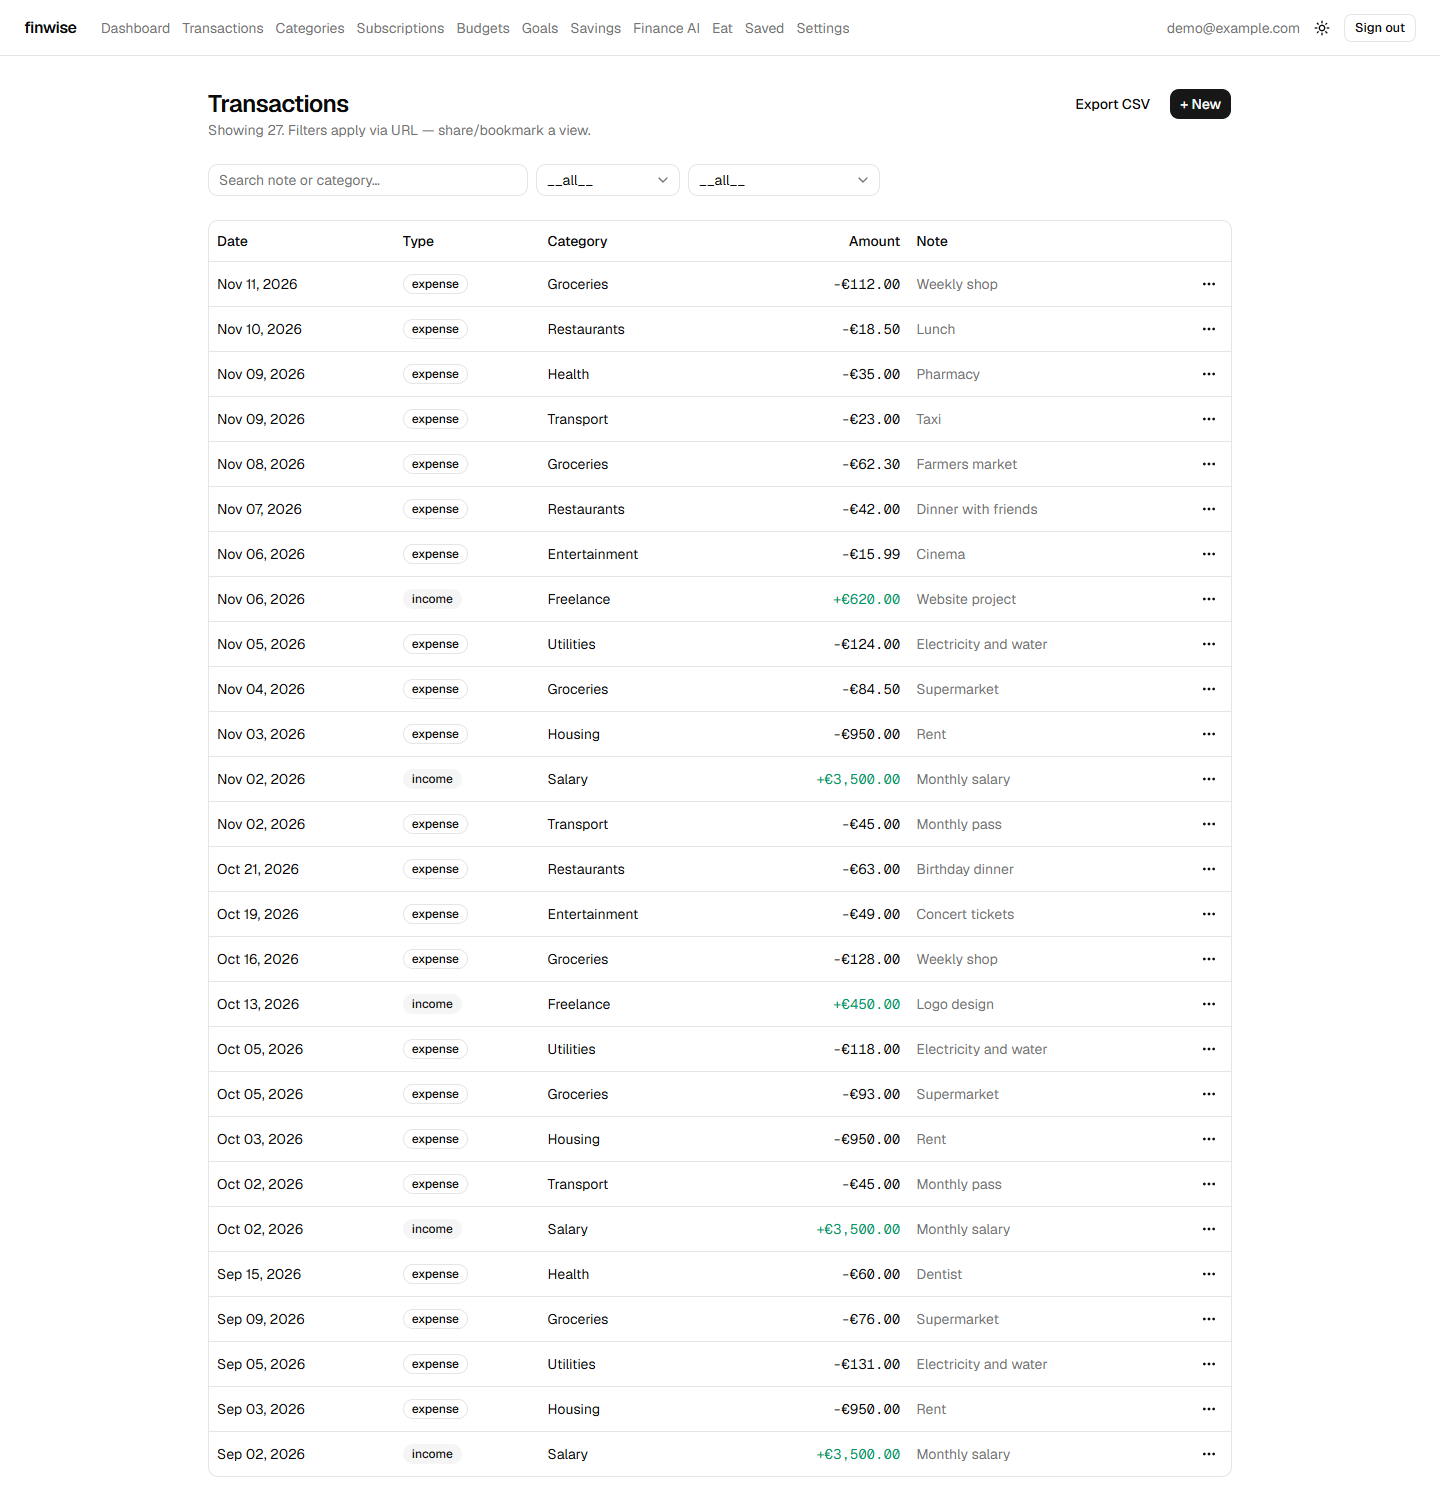 finwise Dashboard Transactions Categories Subscriptions Budgets Goals Savings Finance AI Eat Saved Settings demo@example.com Sign out
Transactions
Export CSV + New
Showing 27. Filters apply via URL — share/bookmark a view.
Search note or category… __all__ __all__
Date Type Category Amount Note
Nov 11, 2026 expense Groceries -€112.00 Weekly shop
Nov 10, 2026 expense Restaurants -€18.50 Lunch
Nov 09, 2026 expense Health -€35.00 Pharmacy
Nov 09, 2026 expense Transport -€23.00 Taxi
Nov 08, 2026 expense Groceries -€62.30 Farmers market
Nov 07, 2026 expense Restaurants -€42.00 Dinner with friends
Nov 06, 2026 expense Entertainment -€15.99 Cinema
Nov 06, 2026 income Freelance +€620.00 Website project
Nov 05, 2026 expense Utilities -€124.00 Electricity and water
Nov 04, 2026 expense Groceries -€84.50 Supermarket
Nov 03, 2026 expense Housing -€950.00 Rent
Nov 02, 2026 income Salary +€3,500.00 Monthly salary
Nov 02, 2026 expense Transport -€45.00 Monthly pass
Oct 21, 2026 expense Restaurants -€63.00 Birthday dinner
Oct 19, 2026 expense Entertainment -€49.00 Concert tickets
Oct 16, 2026 expense Groceries -€128.00 Weekly shop
Oct 13, 2026 income Freelance +€450.00 Logo design
Oct 05, 2026 expense Utilities -€118.00 Electricity and water
Oct 05, 2026 expense Groceries -€93.00 Supermarket
Oct 03, 2026 expense Housing -€950.00 Rent
Oct 02, 2026 expense Transport -€45.00 Monthly pass
Oct 02, 2026 income Salary +€3,500.00 Monthly salary
Sep 15, 2026 expense Health -€60.00 Dentist
Sep 09, 2026 expense Groceries -€76.00 Supermarket
Sep 05, 2026 expense Utilities -€131.00 Electricity and water
Sep 03, 2026 expense Housing -€950.00 Rent
Sep 02, 2026 income Salary +€3,500.00 Monthly salary